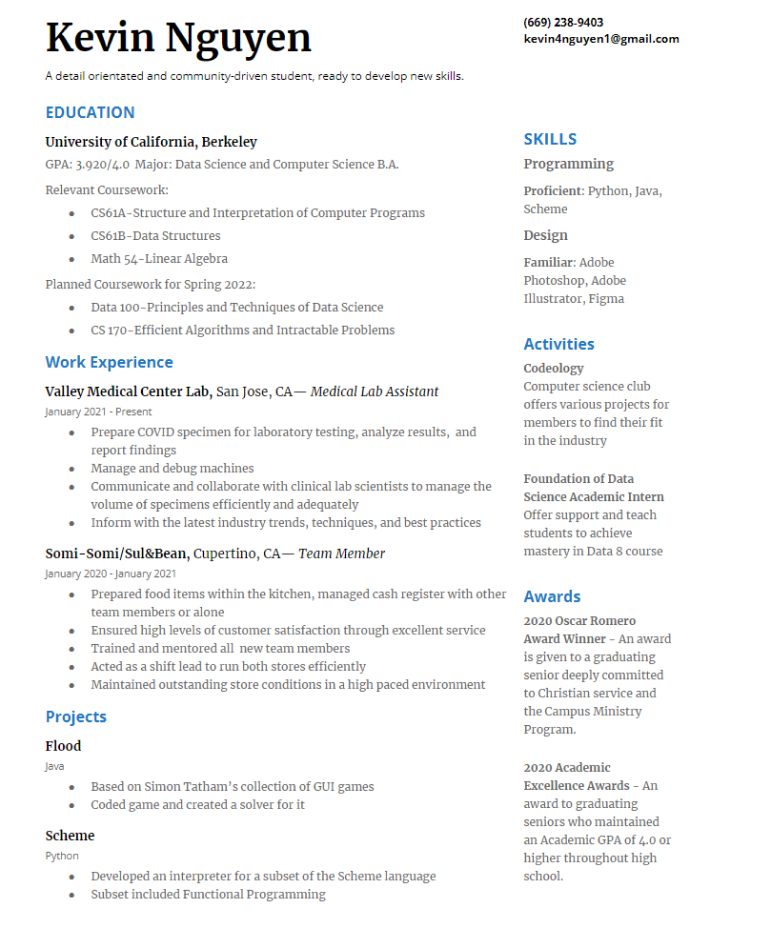 Kevin Nguyen
A detail orientated and community-driven student, ready to develop new skills.
(669) 238-9403
kevin4nguyen1@gmail.com
EDUCATION
University of California, Berkeley
GPA: 3.920/4.0 Major: Data Science and Computer Science B.A.
Relevant Coursework:
● CS61A-Structure and Interpretation of Computer Programs
● CS61B-Data Structures
● Math 54-Linear Algebra
Planned Coursework for Spring 2022:
● Data 100-Principles and Techniques of Data Science
● CS 170-Efficient Algorithms and Intractable Problems
Work Experience
Valley Medical Center Lab, San Jose, CA— Medical Lab Assistant
January 2021 - Present
● Prepare COVID specimen for laboratory testing, analyze results, and
report findings
● Manage and debug machines
● Communicate and collaborate with clinical lab scientists to manage the
volume of specimens efficiently and adequately
● Inform with the latest industry trends, techniques, and best practices
Somi-Somi/Sul&Bean, Cupertino, CA— Team Member
January 2020 - January 2021
● Prepared food items within the kitchen, managed cash register with other
team members or alone
● Ensured high levels of customer satisfaction through excellent service
● Trained and mentored all new team members
● Acted as a shift lead to run both stores efficiently
● Maintained outstanding store conditions in a high paced environment
Projects
Flood
Java
● Based on Simon Tatham's collection of GUI games
● Coded game and created a solver for it
Scheme
Python
● Developed an interpreter for a subset of the Scheme language
● Subset included Functional Programming
SKILLS
Programming
Proficient: Python, Java,
Scheme
Design
Familiar: Adobe
Photoshop, Adobe
Illustrator, Figma
Activities
Codeology
Computer science club
offers various projects for
members to find their fit
in the industry
Foundation of Data
Science Academic Intern
Offer support and teach
students to achieve
mastery in Data 8 course
Awards
2020 Oscar Romero
Award Winner - An award
is given to a graduating
senior deeply committed
to Christian service and
the Campus Ministry
Program.
2020 Academic
Excellence Awards - An
award to graduating
seniors who maintained
an Academic GPA of 4.0 or
higher throughout high
school.